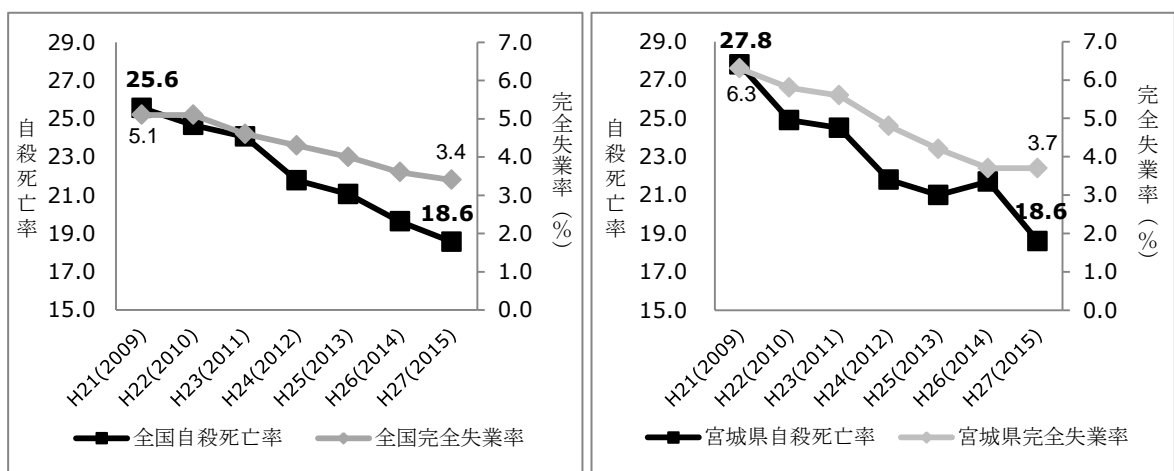 29.0
27.0
25.0
23.0
21.0
19.0
17.0
15.0
自殺死亡率
25.6
5.1
3.4
18.6
7.0
6.0
5.0
4.0
3.0
2.0
1.0
0.0
完全失業率（%）
H21(2009)
H22(2010)
H23(2011)
H24(2012)
H25(2013)
H26(2014)
H27(2015)
全国自殺死亡率 全国完全失業率
29.0
27.0
25.0
23.0
21.0
19.0
17.0
15.0
自殺死亡率
27.8
6.3
3.7
18.6
7.0
6.0
5.0
4.0
3.0
2.0
1.0
0.0
完全失業率（%）
H21(2009)
H22(2010)
H23(2011)
H24(2012)
H25(2013)
H26(2014)
H27(2015)
宮城県自殺死亡率 宮城県完全失業率